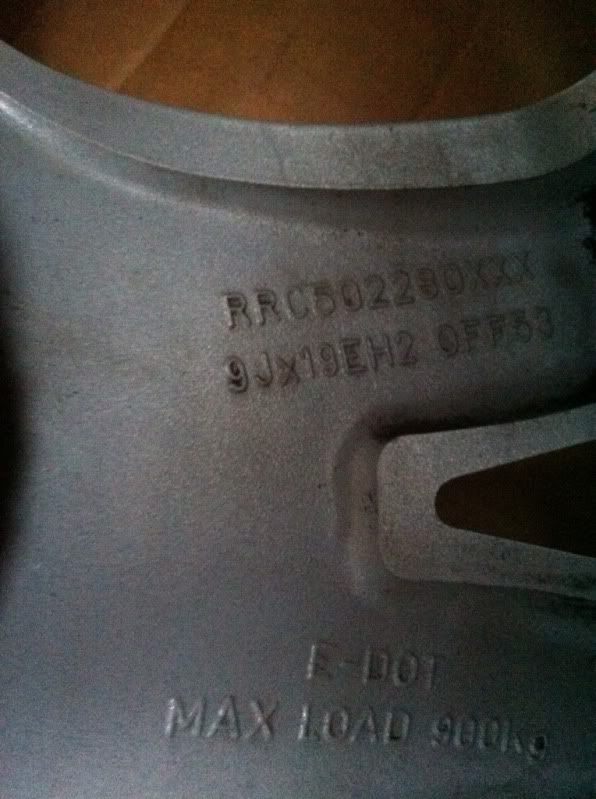 RRC502280XXX
9Jx19EH2 OFF53
E-DOT
MAX LOAD 900Kg